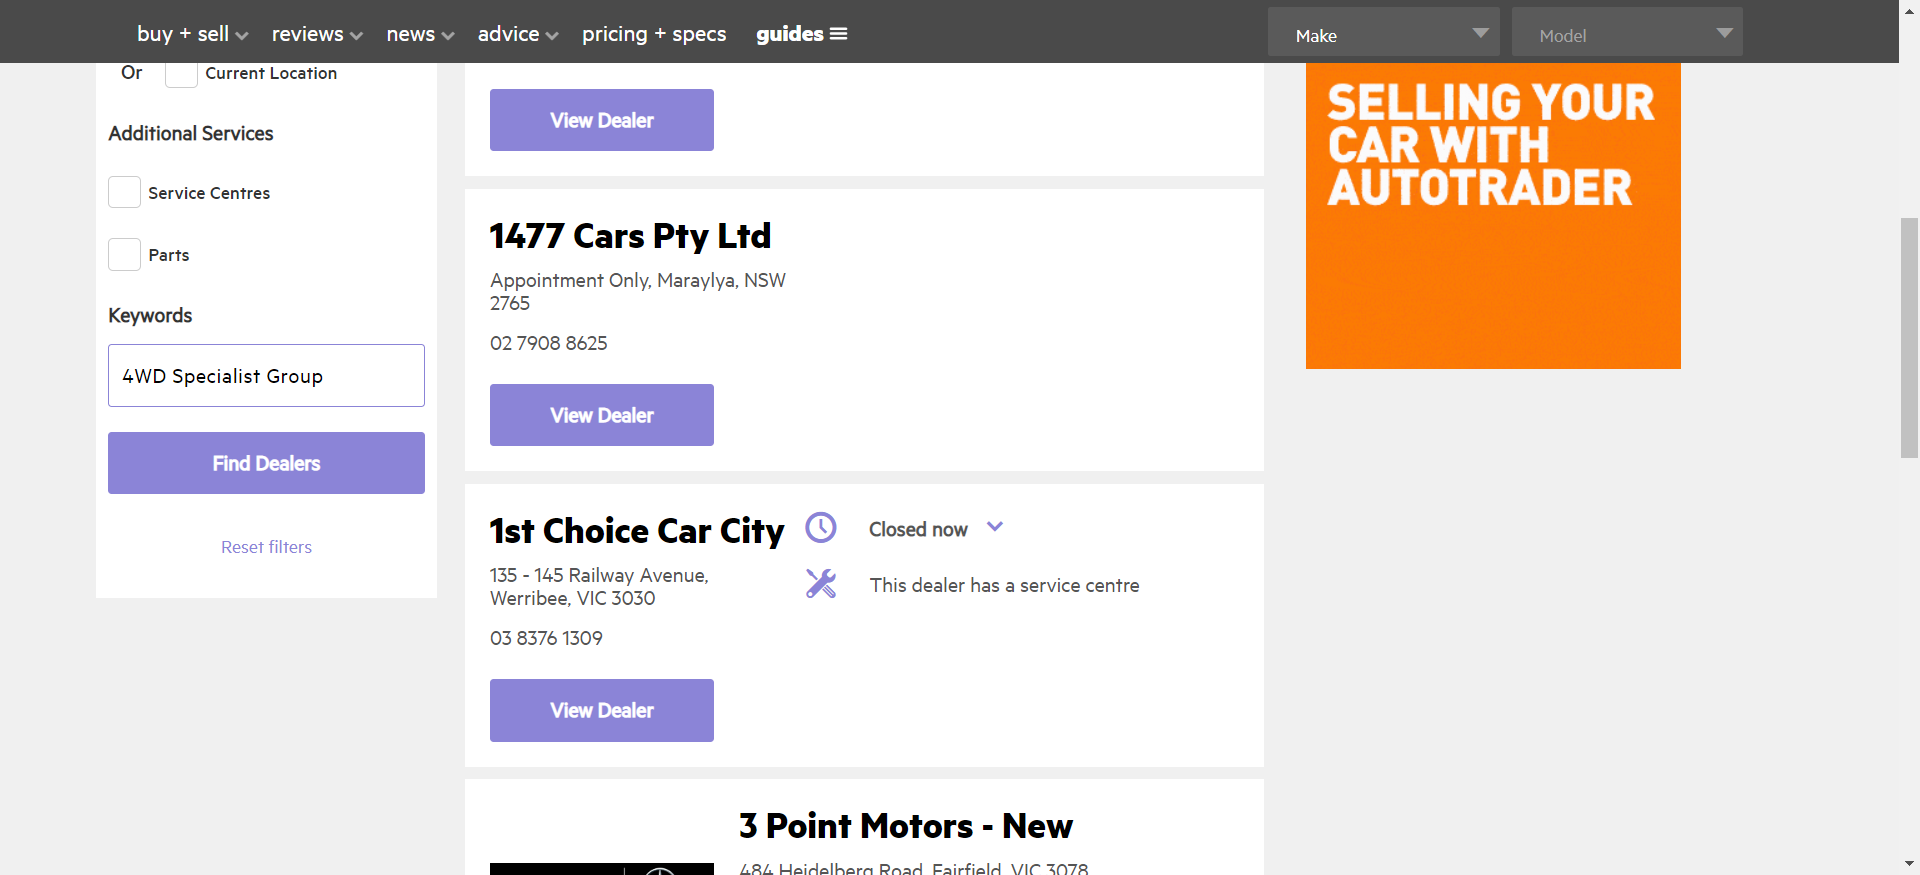 buy + sell reviews news advice pricing + specs guides
Make
Model
Or Current Location
Additional Services
Service Centres
Parts
Keywords
4WD Specialist Group
Find Dealers
Reset filters
View Dealer
1477 Cars Pty Ltd
Appointment Only, Maraylya, NSW
2765
02 7908 8625
View Dealer
1st Choice Car City
135 - 145 Railway Avenue,
Werribee, VIC 3030
03 8376 1309
Closed now
This dealer has a service centre
View Dealer
3 Point Motors - New
484 Heidelberg Road, Fairfield, VIC 3078
SELLING YOUR
CAR WITH
AUTOTRADER